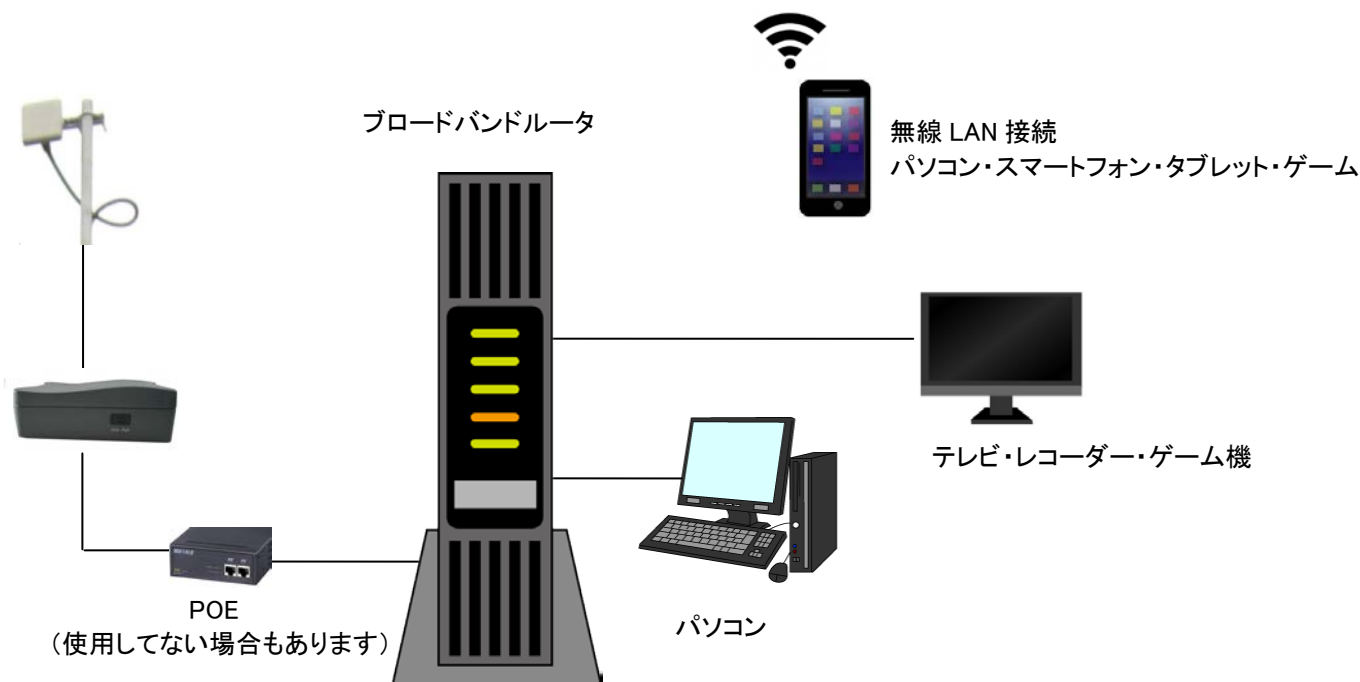 ブロードバンドルータ
無線 LAN 接続
パソコン・スマートフォン・タブレット・ゲーム
テレビ・レコーダー・ゲーム機
POE
（使用してない場合もあります）
パソコン